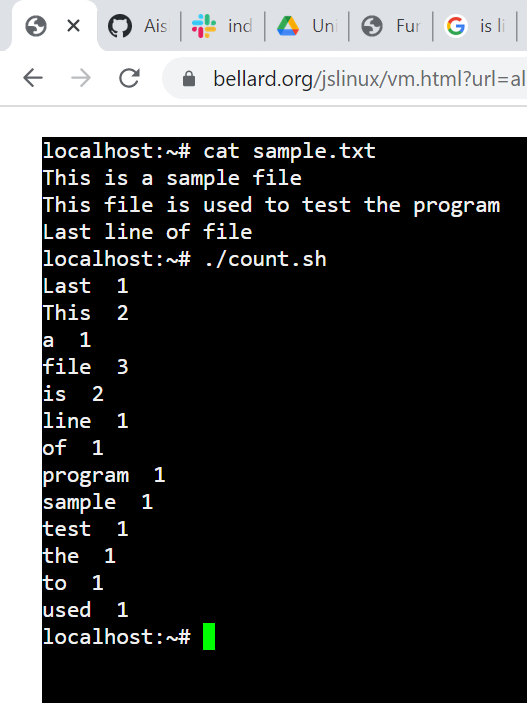 Ais
ind
Uni
Fur
is li
bellard.org/jslinux/vm.html?url=al
localhost:~# cat sample.txt
This is a sample file
This file is used to test the program
Last line of file
localhost:~# ./count.sh
Last  1
This  2
a  1
file  3
is  2
line  1
of  1
program  1
sample  1
test  1
the  1
to  1
used  1
localhost:~#